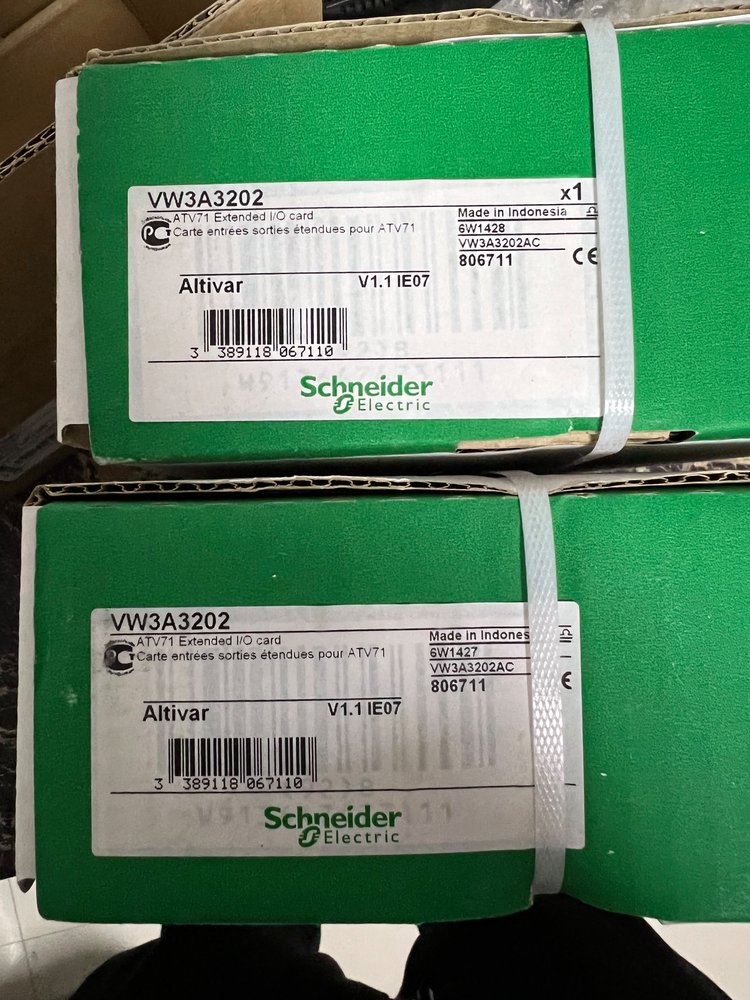 VW3A3202 x1
ATV71 Extended I/O card
Carte entrées sorties étendues pour ATV71
Made in Indonesia
6W1428
VW3A3202AC
806711 CE
Altivar V1.1 IE07
3 389118 067110
Schneider
Electric
VW3A3202
ATV71 Extended I/O card
Carte entrées sorties étendues pour ATV71
Made in Indones
6W1427
VW3A3202AC
806711
Altivar V1.1 IE07
3 389118 067110
Schneider
Electric